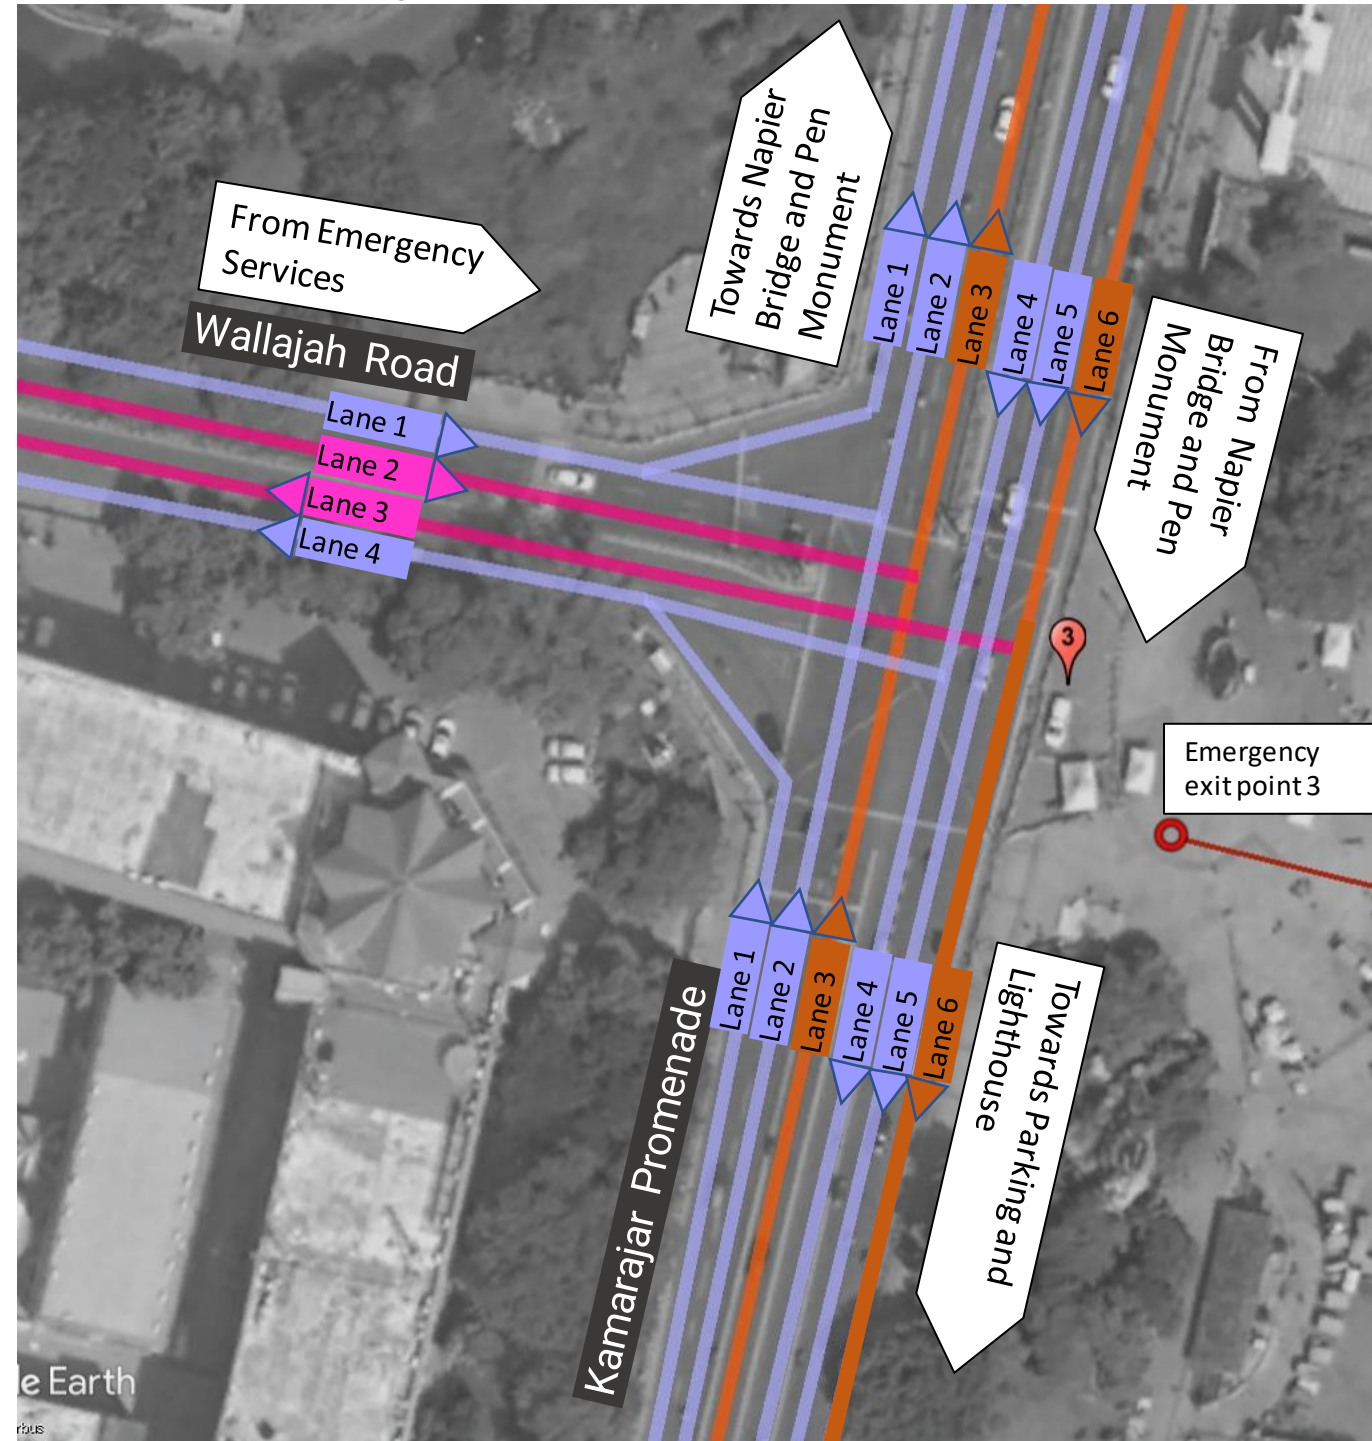 Towards Napier
Bridge and Pen
Monument
From Emergency
Services
Wallajah Road
Lane 1
Lane 2
Lane 3
Lane 4
Lane 1
Lane 2
Lane 3
Lane 4
Lane 5
Lane 6
From Napier
Bridge and Pen
Monument
3
Emergency
exit point 3
Lane 1
Lane 2
Lane 3
Lane 4
Lane 5
Lane 6
Kamarajar Promenade
Towards Parking and
Lighthouse
le Earth
rbus